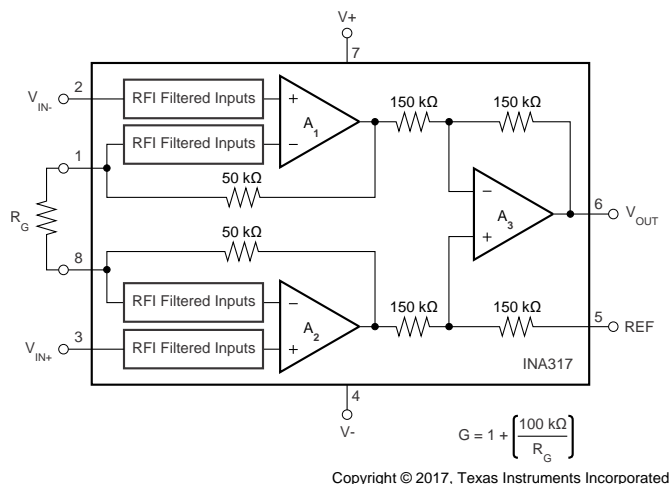 V+
7
2
V_IN-
RFI Filtered Inputs
+
A_1
150 kΩ
150 kΩ
1
RFI Filtered Inputs
−
50 kΩ
R_G
−
A_3
+
6
V_OUT
8
50 kΩ
RFI Filtered Inputs
−
A_2
150 kΩ
150 kΩ
5
REF
3
V_IN+
RFI Filtered Inputs
+
INA317
4
V-
G = 1 + (100 kΩ / R_G)
Copyright © 2017, Texas Instruments Incorporated